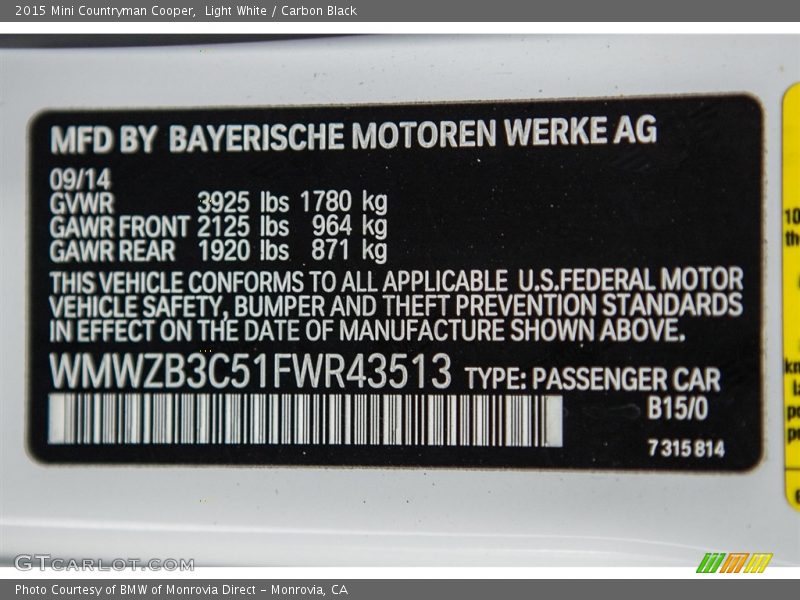 2015 Mini Countryman Cooper,  Light White / Carbon Black
MFD BY BAYERISCHE MOTOREN WERKE AG
09/14
GVWR 3925 lbs 1780 kg
GAWR FRONT 2125 lbs 964 kg
GAWR REAR 1920 lbs 871 kg
THIS VEHICLE CONFORMS TO ALL APPLICABLE U.S.FEDERAL MOTOR
VEHICLE SAFETY, BUMPER AND THEFT PREVENTION STANDARDS
IN EFFECT ON THE DATE OF MANUFACTURE SHOWN ABOVE.
WMWZB3C51FWR43513 TYPE: PASSENGER CAR
B15/0
7 315 814
GTCARLOT.COM
Photo Courtesy of BMW of Monrovia Direct - Monrovia, CA